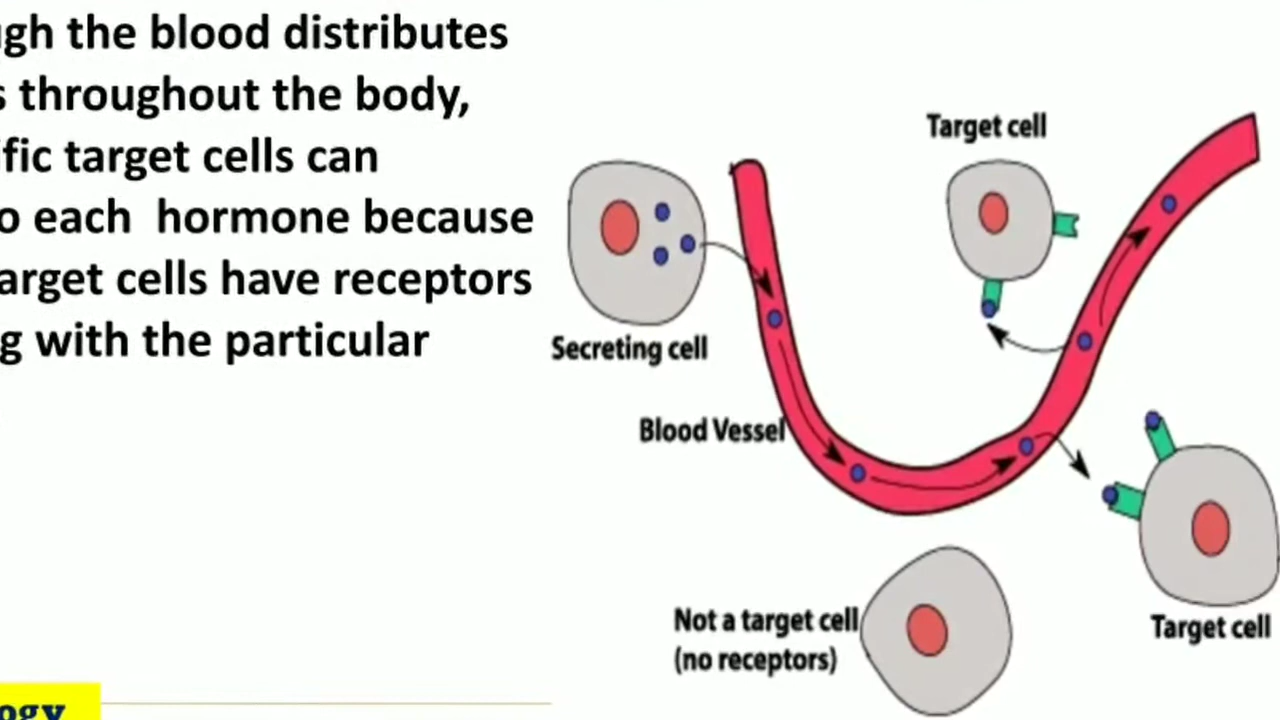 gh the blood distributes
s throughout the body,
fic target cells can
o each hormone because
arget cells have receptors
g with the particular
Target cell
Secreting cell
Blood Vessel
Not a target cell
(no receptors)
Target cell
ogy